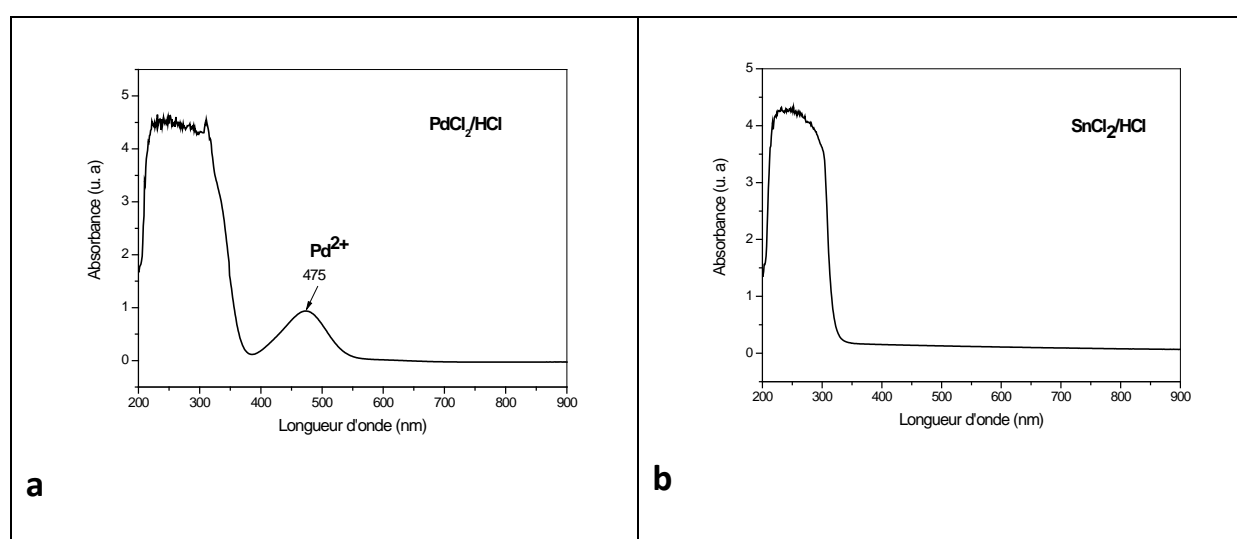 5
4
3
2
1
0
Absorbance (u. a)
PdCl₂/HCl
Pd²⁺
475
200 300 400 500 600 700 800 900
Longueur d'onde (nm)
a
5
4
3
2
1
0
Absorbance (u. a)
SnCl₂/HCl
200 300 400 500 600 700 800 900
Longueur d'onde (nm)
b